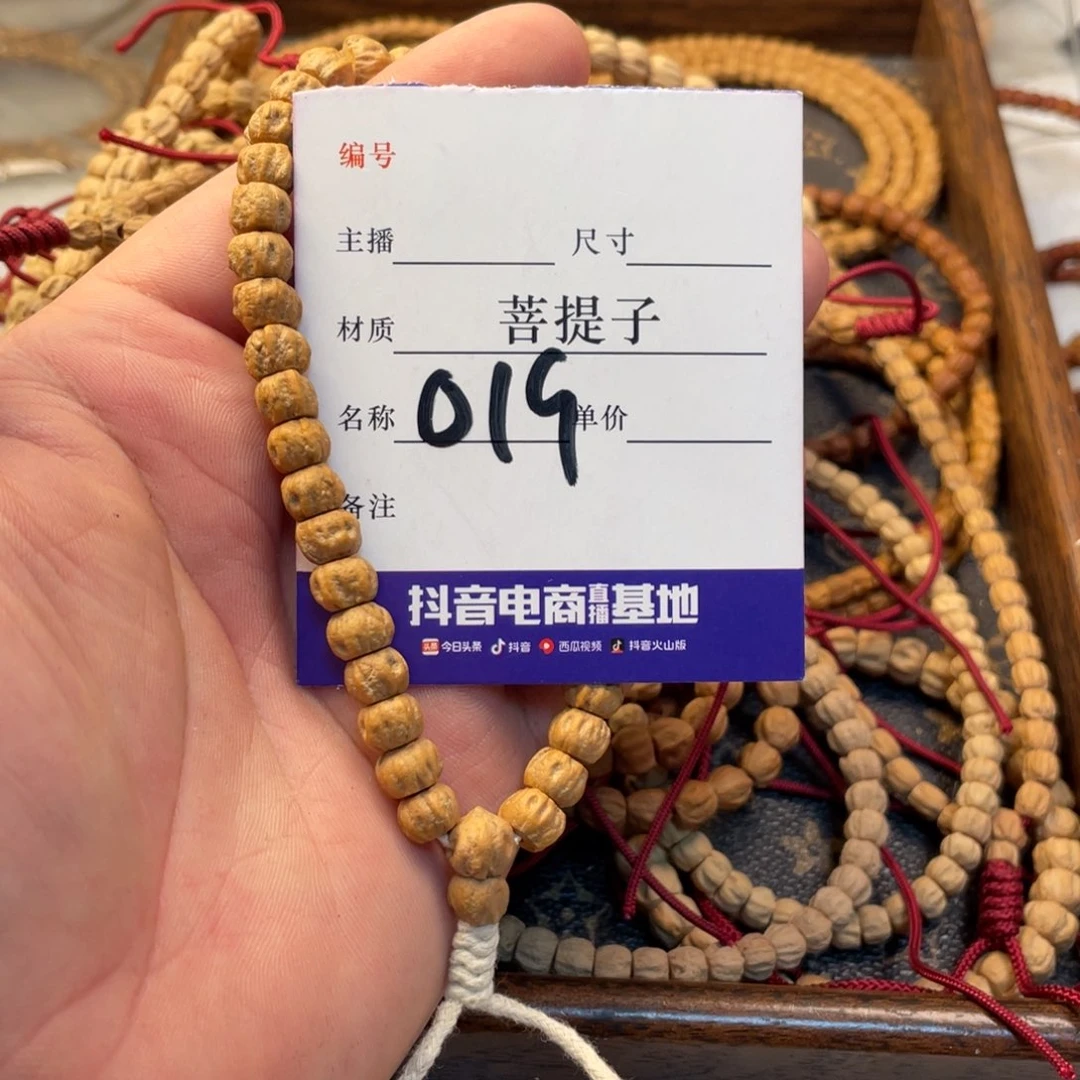 编号
主播 尺寸
材质 菩提子
名称 019 单价
备注
抖音电商直播基地
头条 今日头条 抖音 西瓜视频 抖音火山版